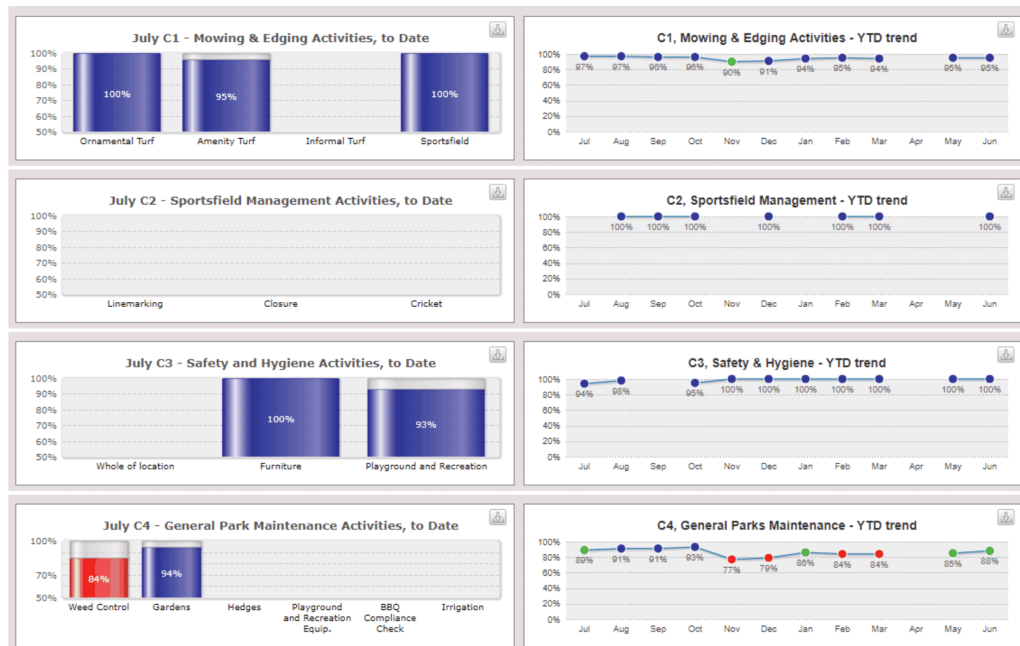 July C1 - Mowing & Edging Activities, to Date
100%
90%
80%
70%
60%
50%
100%
95%
100%
Ornamental Turf Amenity Turf Informal Turf Sportsfield
C1, Mowing & Edging Activities - YTD trend
100%
80%
60%
40%
20%
0%
97% 97% 96% 96% 90% 91% 94% 95% 94% 95% 95%
Jul Aug Sep Oct Nov Dec Jan Feb Mar Apr May Jun
July C2 - Sportsfield Management Activities, to Date
100%
90%
80%
70%
60%
50%
Linemarking Closure Cricket
C2, Sportsfield Management - YTD trend
100%
80%
60%
40%
20%
0%
100% 100% 100% 100% 100% 100% 100%
Jul Aug Sep Oct Nov Dec Jan Feb Mar Apr May Jun
July C3 - Safety and Hygiene Activities, to Date
100%
90%
80%
70%
60%
50%
100%
93%
Whole of location Furniture Playground and Recreation
C3, Safety & Hygiene - YTD trend
100%
80%
60%
40%
20%
0%
94% 98% 95% 100% 100% 100% 100% 100% 100% 100%
Jul Aug Sep Oct Nov Dec Jan Feb Mar Apr May Jun
July C4 - General Park Maintenance Activities, to Date
100%
70%
50%
84%
94%
Weed Control Gardens Hedges Playground and Recreation Equip. BBQ Compliance Check Irrigation
C4, General Parks Maintenance - YTD trend
100%
80%
60%
40%
20%
0%
89% 91% 91% 93% 77% 79% 86% 84% 84% 85% 88%
Jul Aug Sep Oct Nov Dec Jan Feb Mar Apr May Jun